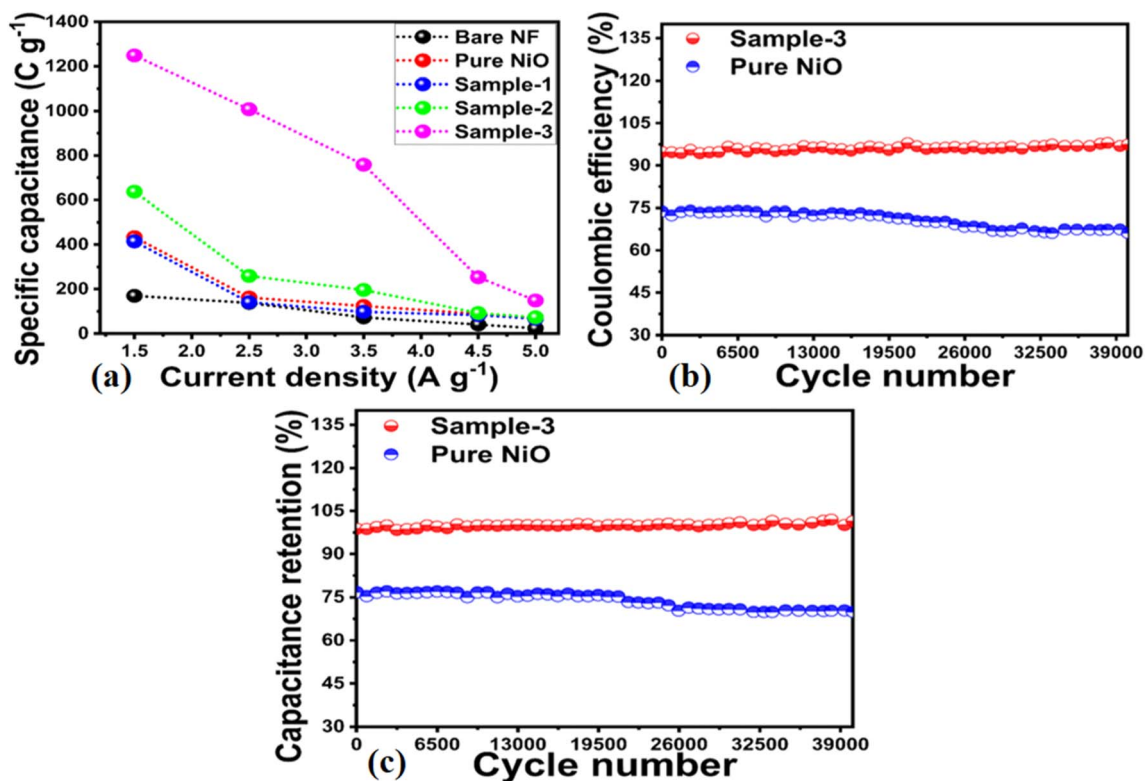 Specific capacitance (C g⁻¹)
1400
1200
1000
800
600
400
200
0
Bare NF
Pure NiO
Sample-1
Sample-2
Sample-3
1.5 2.0 2.5 3.0 3.5 4.0 4.5 5.0
(a) Current density (A g⁻¹)
Coulombic efficiency (%)
135
120
105
90
75
60
45
30
Sample-3
Pure NiO
0 6500 13000 19500 26000 32500 39000
(b) Cycle number
Capacitance retention (%)
135
120
105
90
75
60
45
30
Sample-3
Pure NiO
0 6500 13000 19500 26000 32500 39000
(c) Cycle number